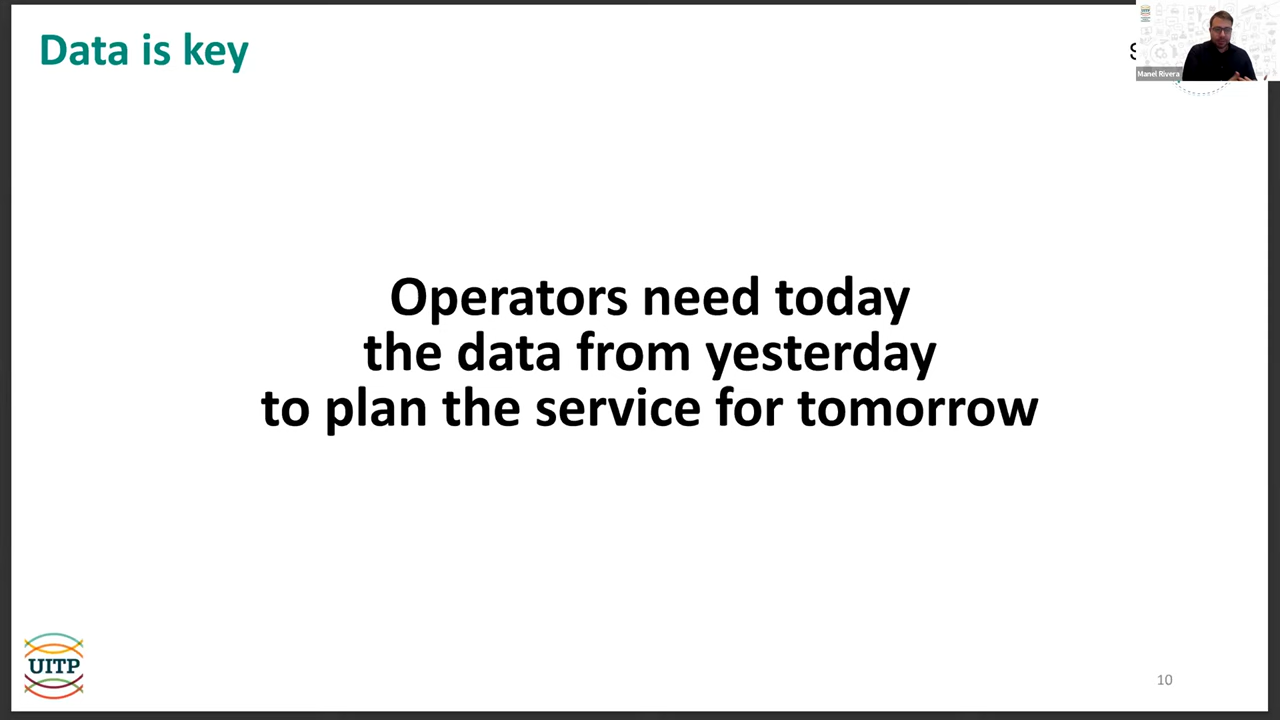 Data is key
S
Manel Rivera
Operators need today
the data from yesterday
to plan the service for tomorrow
UITP
10